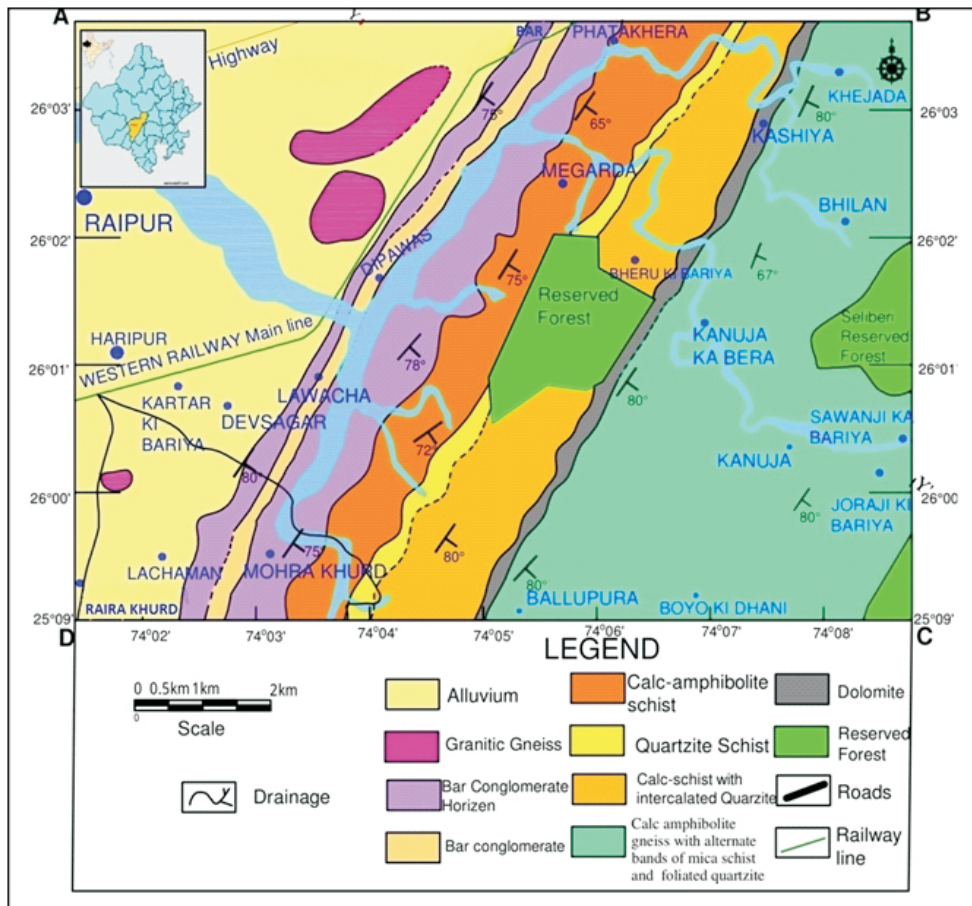 A
B
BAR
PHATAKHERA
Highway
KHEJADA
26°03
75°
65°
80°
26°03
KASHIYA
MEGARDA
RAIPUR
BHILAN
26°02
DIPAWAS
26°02'
75°
BHERU KI BARIYA
67°
Reserved
Forest
Seliberi
Reserved
Forest
HARIPUR
WESTERN RAILWAY Main line
78°
KANUJA
KA BERA
26°01
26°01
LAWACHA
80°
KARTAR
KI
BARIYA
DEVSAGAR
SAWANJI KA
BARIYA
72°
KANUJA
80°
26°00
26°00
80°
JORAJI KI
BARIYA
75°
80°
LACHAMAN
MOHRA KHURD
80°
RAIRA KHURD
BALLUPURA
BOYO KI DHANI
25°09'
25°09'
D
74°02'
74°03'
74°04'
74°05'
74°06'
74°07'
74°08'
C
LEGEND
0 0.5km 1km 2km
0
Scale
Drainage
Alluvium
Granitic Gneiss
Bar Conglomerate
Horizen
Bar conglomerate
Calc-amphibolite
schist
Quartzite Schist
Calc-schist with
intercalated Quarzite
Calc amphibolite
gneiss with alternate
bands of mica schist
and foliated quartzite
Dolomite
Reserved
Forest
Roads
Railway
line